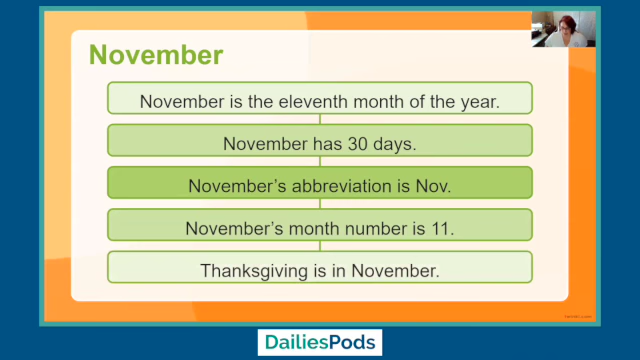 November
November is the eleventh month of the year.
November has 30 days.
November's abbreviation is Nov.
November's month number is 11.
Thanksgiving is in November.
DailiesPods